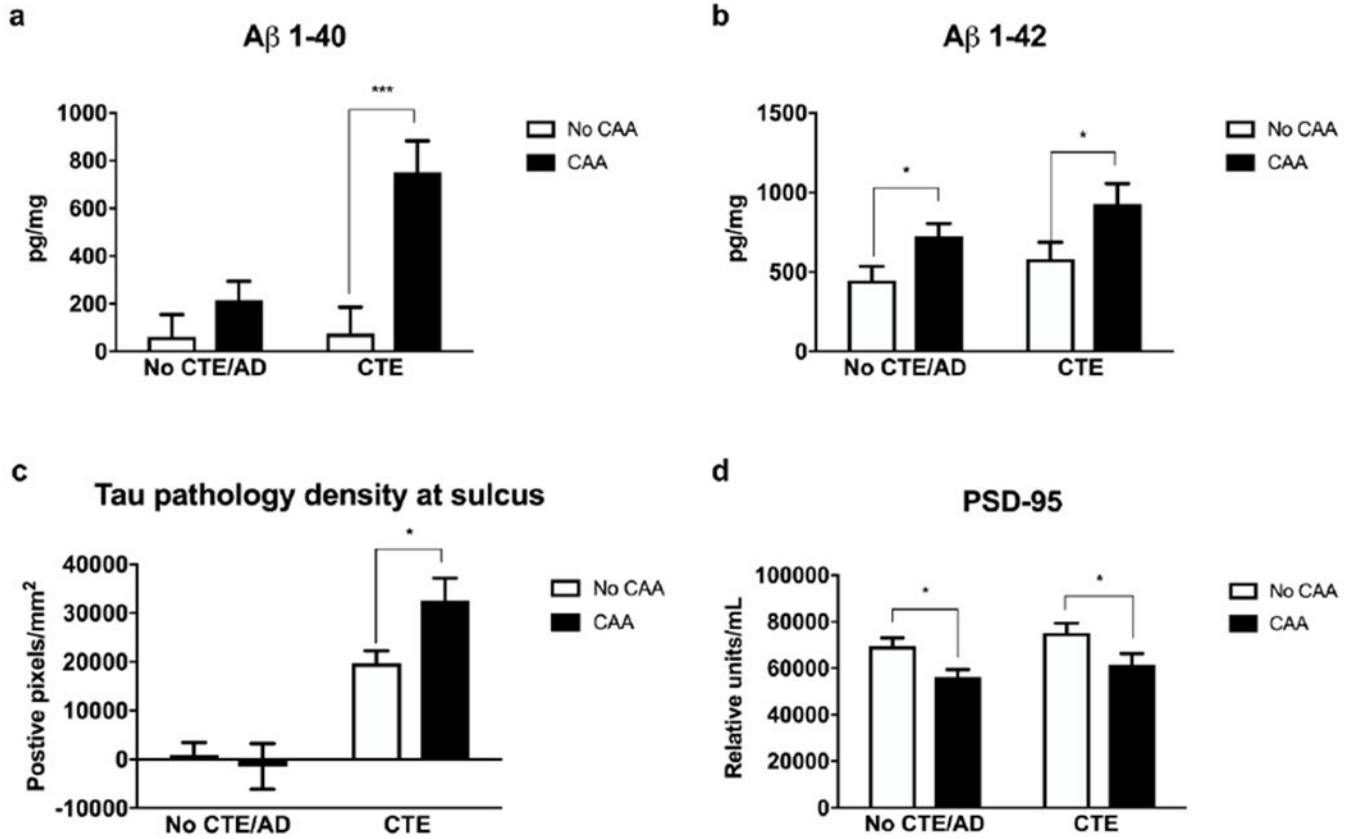 a
Aβ 1-40
pg/mg
1000
800
600
400
200
0
***
No CTE/AD
CTE
No CAA
CAA
b
Aβ 1-42
pg/mg
1500
1000
500
0
*
*
No CTE/AD
CTE
No CAA
CAA
c
Tau pathology density at sulcus
Postive pixels/mm²
40000
30000
20000
10000
0
-10000
*
No CTE/AD
CTE
No CAA
CAA
d
PSD-95
Relative units/mL
100000
80000
60000
40000
20000
0
*
*
No CTE/AD
CTE
No CAA
CAA